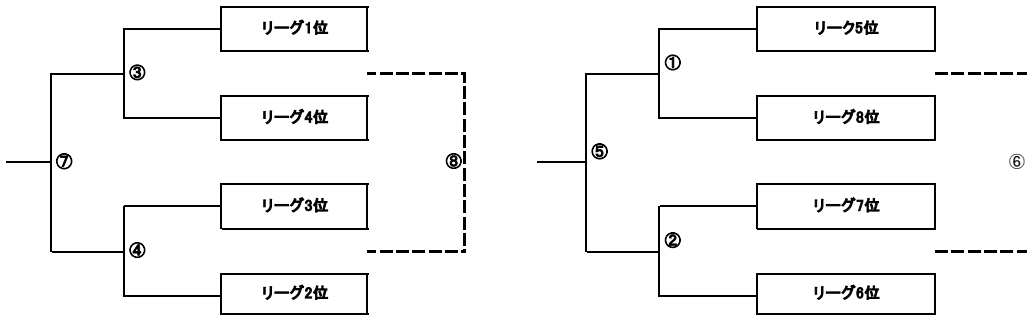 リーグ1位
③
リーグ4位
⑦
⑧
リーグ3位
④
リーグ2位
リーク5位
①
リーグ8位
⑤
⑥
リーグ7位
②
リーグ6位